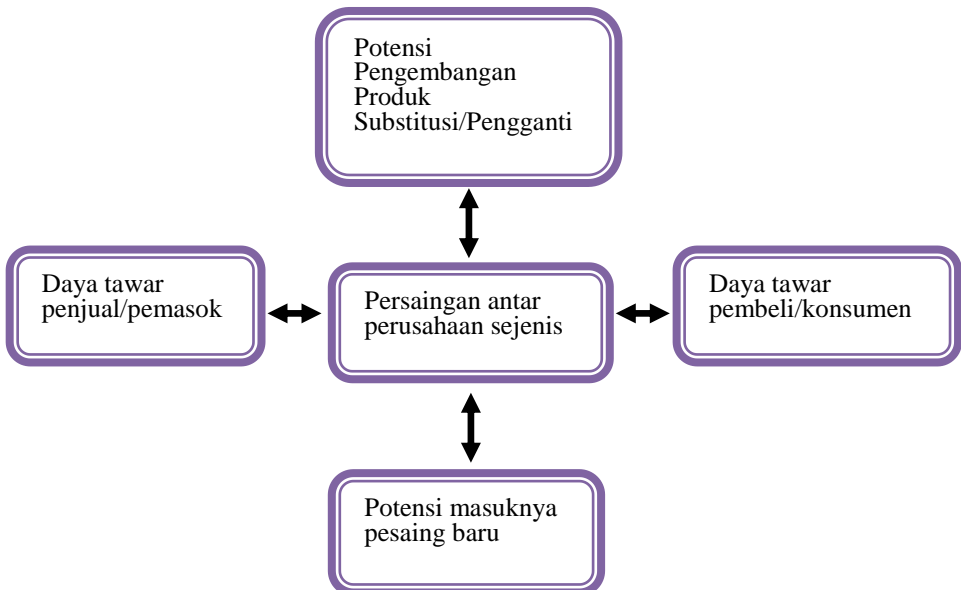 Potensi
Pengembangan
Produk
Substitusi/Pengganti
Daya tawar
penjual/pemasok
Persaingan antar
perusahaan sejenis
Daya tawar
pembeli/konsumen
Potensi masuknya
pesaing baru